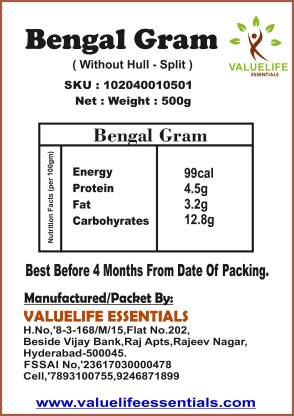 Bengal Gram
( Without Hull - Split )
VALUELIFE
ESSENTIALS
SKU : 102040010501
Net : Weight : 500g
Bengal Gram
Nutrition Facts (per 100gm)
Energy 99cal
Protein 4.5g
Fat 3.2g
Carbohyrates 12.8g
Best Before 4 Months From Date Of Packing.
Manufactured/Packet By:
VALUELIFE ESSENTIALS
H.No,'8-3-168/M/15,Flat No.202,
Beside Vijay Bank,Raj Apts,Rajeev Nagar,
Hyderabad-500045.
FSSAI No,'23617030000478
Cell,'7893100755,9246871899
www.valuelifeessentials.com